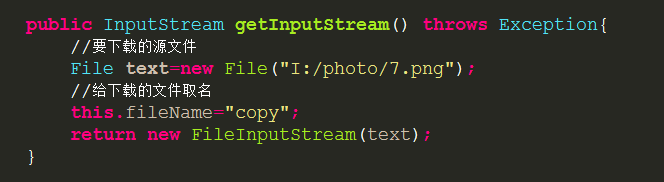 public InputStream getInputStream() throws Exception{
//要下载的源文件
File text=new File("I:/photo/7.png");
//给下载的文件取名
this.fileName="copy";
return new FileInputStream(text);
}